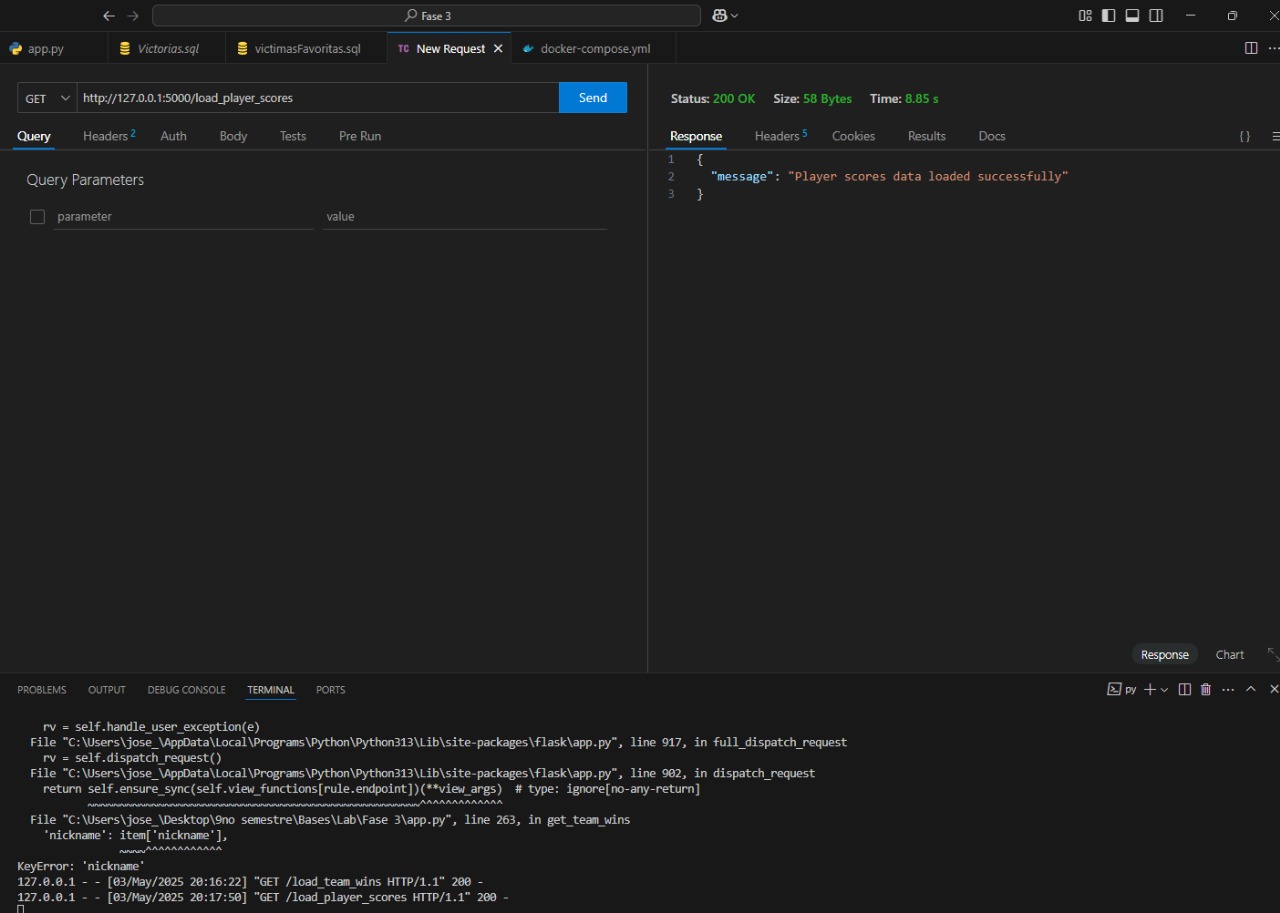 Fase 3
app.py
Victorias.sql
victimasFavoritas.sql
TC New Request
docker-compose.yml
GET
http://127.0.0.1:5000/load_player_scores
Send
Status: 200 OK Size: 58 Bytes Time: 8.85 s
Query
Headers 2
Auth
Body
Tests
Pre Run
Response
Headers 5
Cookies
Results
Docs
{ }
Query Parameters
parameter
value
1 {
2 "message": "Player scores data loaded successfully"
3 }
Response
Chart
PROBLEMS
OUTPUT
DEBUG CONSOLE
TERMINAL
PORTS
py
rv = self.handle_user_exception(e)
File "C:\Users\jose_\AppData\Local\Programs\Python\Python313\Lib\site-packages\flask\app.py", line 917, in full_dispatch_request
rv = self.dispatch_request()
File "C:\Users\jose_\AppData\Local\Programs\Python\Python313\Lib\site-packages\flask\app.py", line 902, in dispatch_request
return self.ensure_sync(self.view_functions[rule.endpoint])(**view_args) # type: ignore[no-any-return]
~~~~~~~~~~~~~~~~~~~~~~~~~~~~~~~~~~~~~~~~~~~~~~~~~~~~^^^^^^^^^^^^^
File "C:\Users\jose_\Desktop\9no semestre\Bases\Lab\Fase 3\app.py", line 263, in get_team_wins
'nickname': item['nickname'],
~~~~^^^^^^^^^^^^
KeyError: 'nickname'
127.0.0.1 - - [03/May/2025 20:16:22] "GET /load_team_wins HTTP/1.1" 200 -
127.0.0.1 - - [03/May/2025 20:17:50] "GET /load_player_scores HTTP/1.1" 200 -